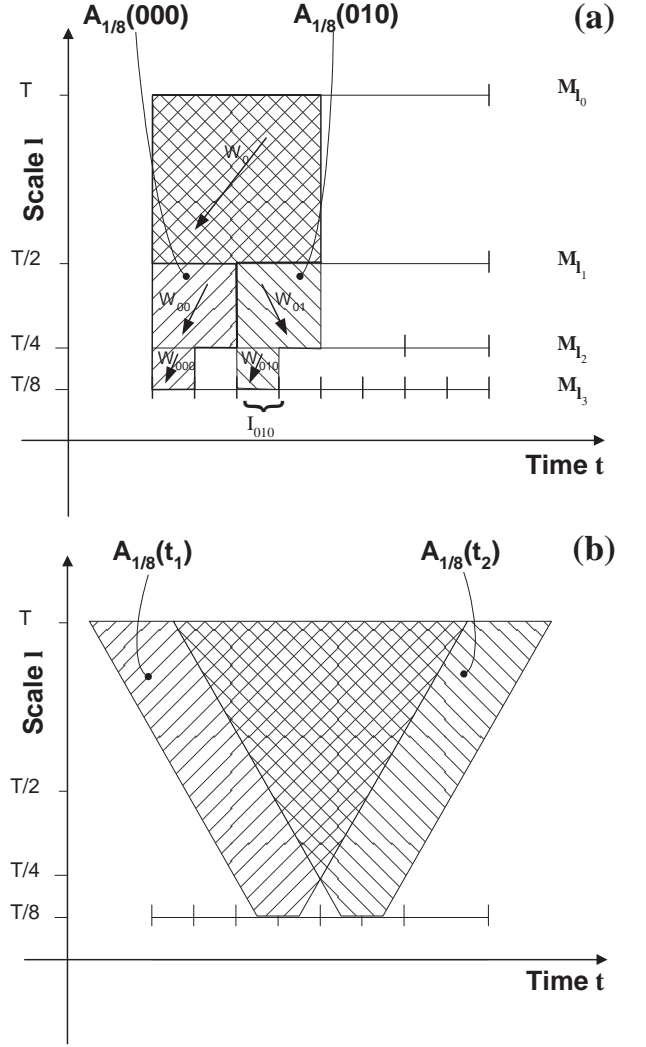 A1/8(000) A1/8(010) (a)
T Ml0
W0
Scale l
T/2 Ml1
W00 W01
T/4 Ml2
W000 W010
T/8 Ml3
I010
Time t
A1/8(t1) A1/8(t2) (b)
T
Scale l
T/2
T/4
T/8
Time t